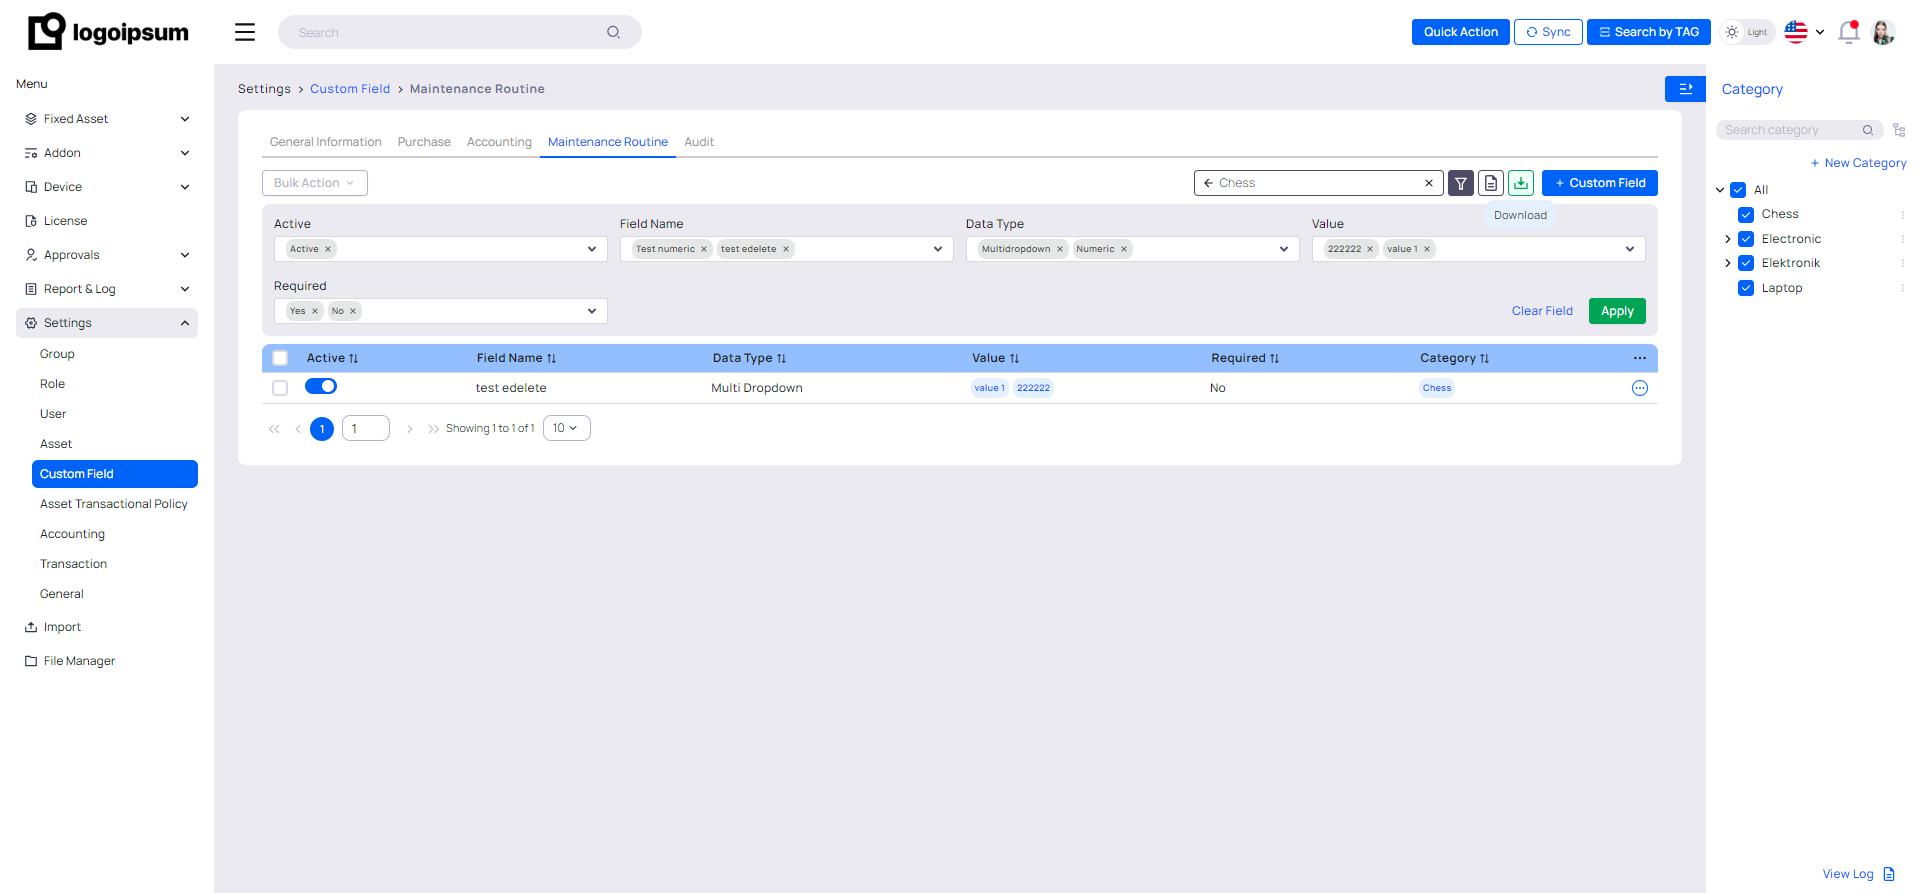 logoipsum
Search
Quick Action
Sync
Search by TAG
Light
Menu
Fixed Asset
Addon
Device
License
Approvals
Report & Log
Settings
Group
Role
User
Asset
Custom Field
Asset Transactional Policy
Accounting
Transaction
General
Import
File Manager
Settings > Custom Field > Maintenance Routine
General Information Purchase Accounting Maintenance Routine Audit
Bulk Action
Chess
+ Custom Field
Download
Active Field Name Data Type Value
Active × Test numeric × test edelete × Multidropdown × Numeric × 222222 × value 1 ×
Required
Yes × No ×
Clear Field Apply
Active Field Name Data Type Value Required Category
test edelete Multi Dropdown value 1 222222 No Chess
1 1 Showing 1 to 1 of 1 10
Category
Search category
+ New Category
All
Chess
Electronic
Elektronik
Laptop
View Log